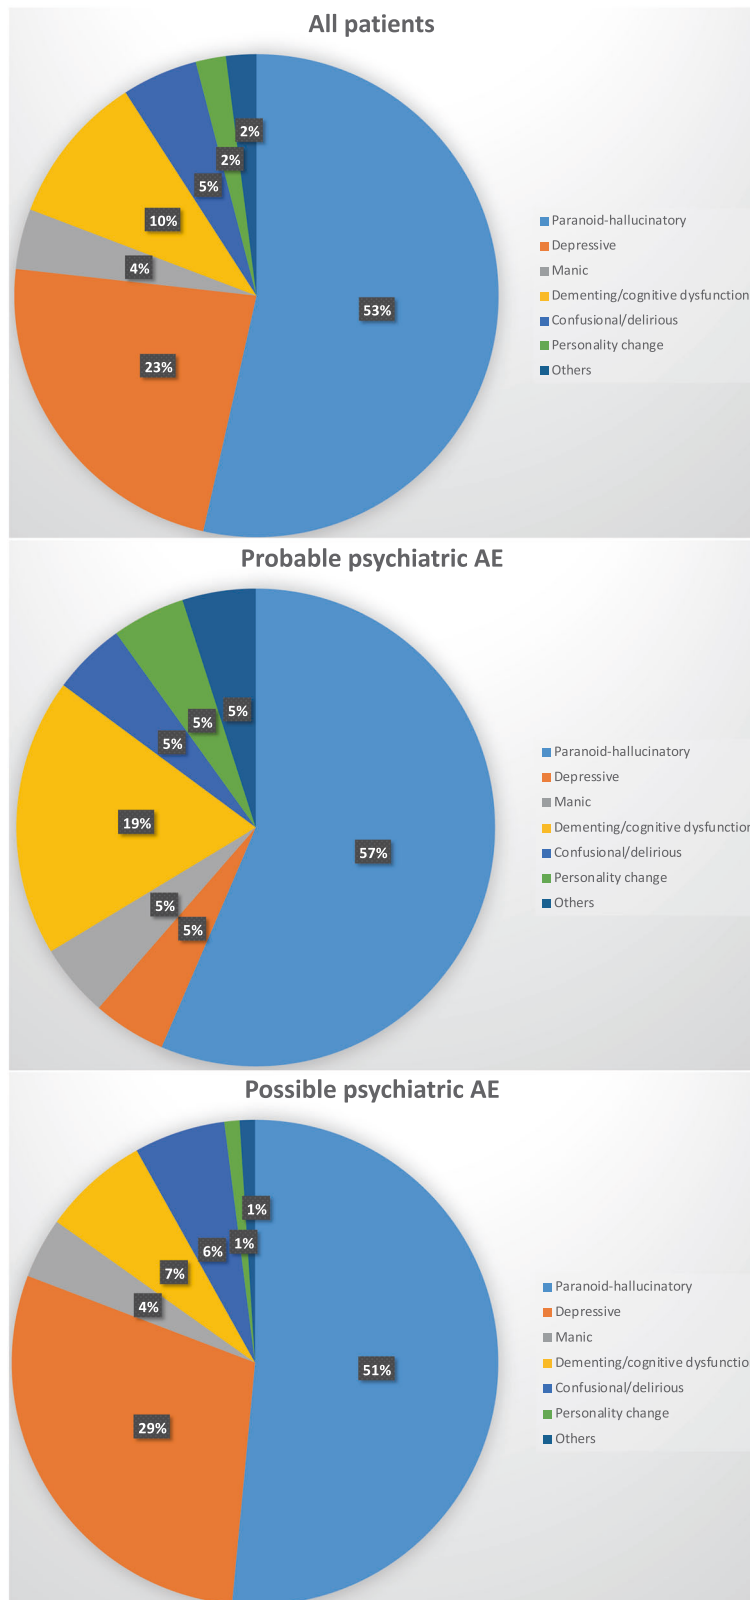 All patients
2%
2%
5%
10%
4%
53%
23%
Paranoid-hallucinatory
Depressive
Manic
Dementing/cognitive dysfunction
Confusional/delirious
Personality change
Others
Probable psychiatric AE
5%
5%
5%
19%
57%
5%
5%
Paranoid-hallucinatory
Depressive
Manic
Dementing/cognitive dysfunction
Confusional/delirious
Personality change
Others
Possible psychiatric AE
1%
1%
6%
7%
4%
51%
29%
Paranoid-hallucinatory
Depressive
Manic
Dementing/cognitive dysfunctio
Confusional/delirious
Personality change
Others